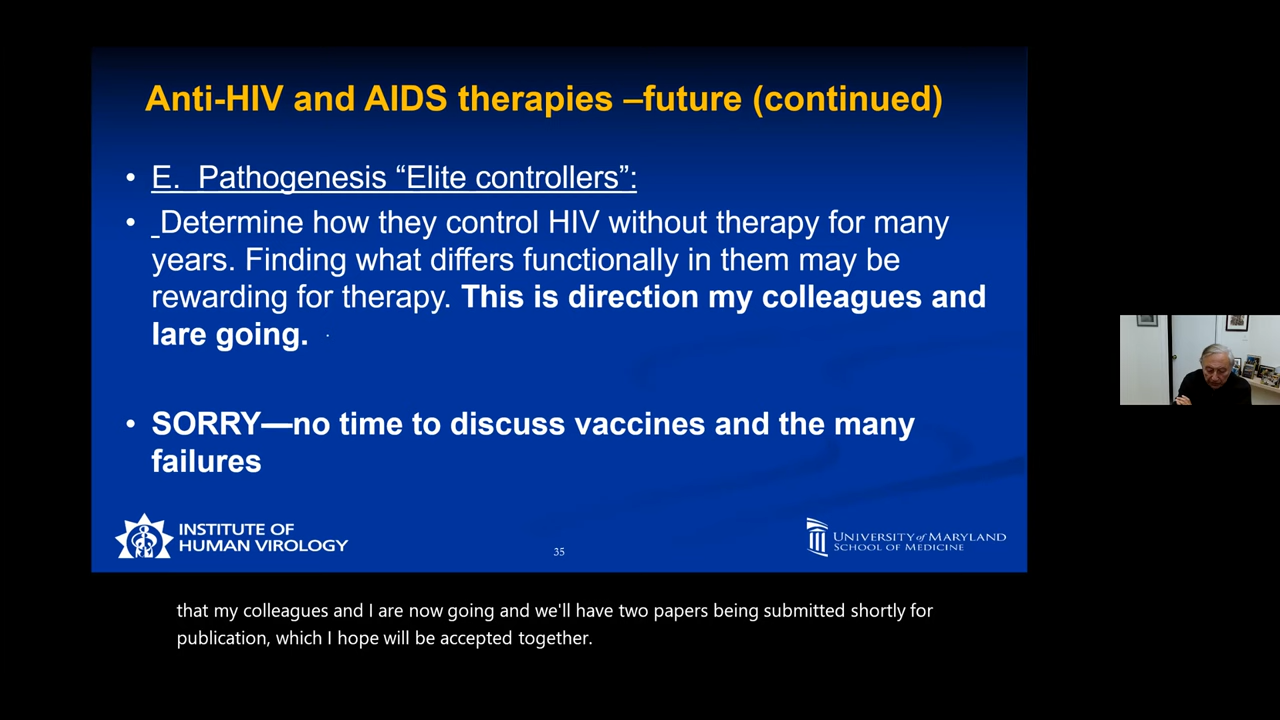 Anti-HIV and AIDS therapies –future (continued)
• E. Pathogenesis “Elite controllers”:
• Determine how they control HIV without therapy for many
years. Finding what differs functionally in them may be
rewarding for therapy. This is direction my colleagues and
Iare going.
• SORRY—no time to discuss vaccines and the many
failures
INSTITUTE OF
HUMAN VIROLOGY
35
UNIVERSITY of MARYLAND
SCHOOL OF MEDICINE
that my colleagues and I are now going and we'll have two papers being submitted shortly for
publication, which I hope will be accepted together.